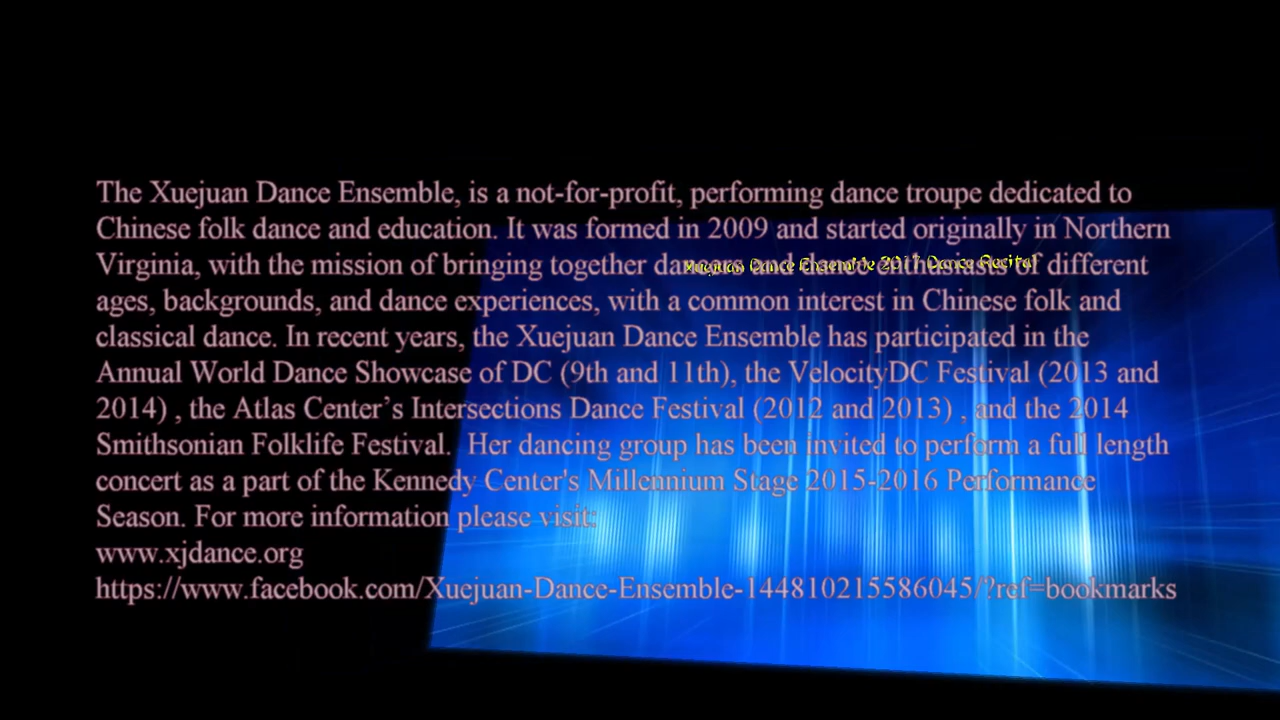 The Xuejuan Dance Ensemble, is a not-for-profit, performing dance troupe dedicated to
Chinese folk dance and education. It was formed in 2009 and started originally in Northern
Virginia, with the mission of bringing together dancers and dance enthusiasts of different
Xuejuan Dance Ensemble 2017 Dance Recital
ages, backgrounds, and dance experiences, with a common interest in Chinese folk and
classical dance. In recent years, the Xuejuan Dance Ensemble has participated in the
Annual World Dance Showcase of DC (9th and 11th), the VelocityDC Festival (2013 and
2014) , the Atlas Center’s Intersections Dance Festival (2012 and 2013) , and the 2014
Smithsonian Folklife Festival.  Her dancing group has been invited to perform a full length
concert as a part of the Kennedy Center's Millennium Stage 2015-2016 Performance
Season. For more information please visit:
www.xjdance.org
https://www.facebook.com/Xuejuan-Dance-Ensemble-144810215586045/?ref=bookmarks